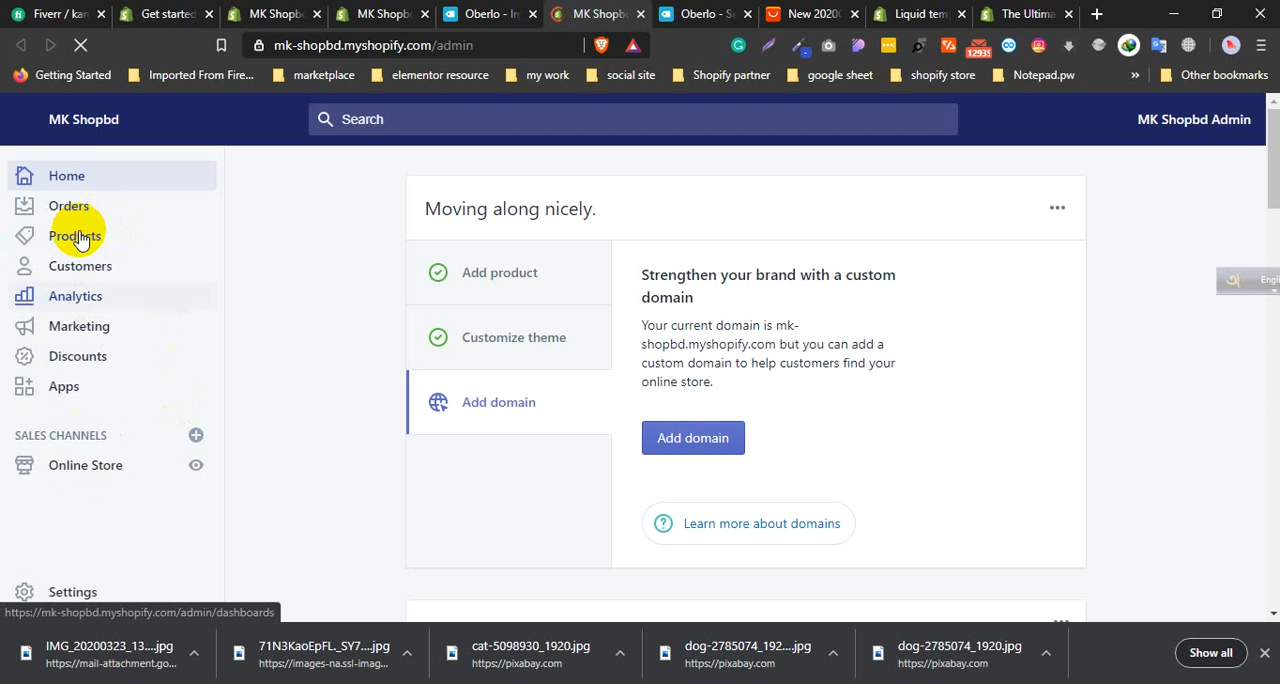 Fiverr / kan
Get started
MK Shopb
MK Shopb
Oberlo - In
MK Shopb
Oberlo - Se
New 2020
Liquid tem
The Ultima
mk-shopbd.myshopify.com/admin
12935
Getting Started
Imported From Fire...
marketplace
elementor resource
my work
social site
Shopify partner
google sheet
shopify store
Notepad.pw
»
Other bookmarks
MK Shopbd
Search
MK Shopbd Admin
Home
Orders
Products
Customers
Analytics
Marketing
Discounts
Apps
SALES CHANNELS
Online Store
Settings
Moving along nicely.
Add product
Customize theme
Add domain
Strengthen your brand with a custom
domain
Your current domain is mk-
shopbd.myshopify.com but you can add a
custom domain to help customers find your
online store.
Add domain
Learn more about domains
Engli
https://mk-shopbd.myshopify.com/admin/dashboards
IMG_20200323_13....jpg
https://mail-attachment.go...
71N3KaoEpFL._SY7....jpg
https://images-na.ssl-imag...
cat-5098930_1920.jpg
https://pixabay.com
dog-2785074_192....jpg
https://pixabay.com
dog-2785074_1920.jpg
https://pixabay.com
Show all